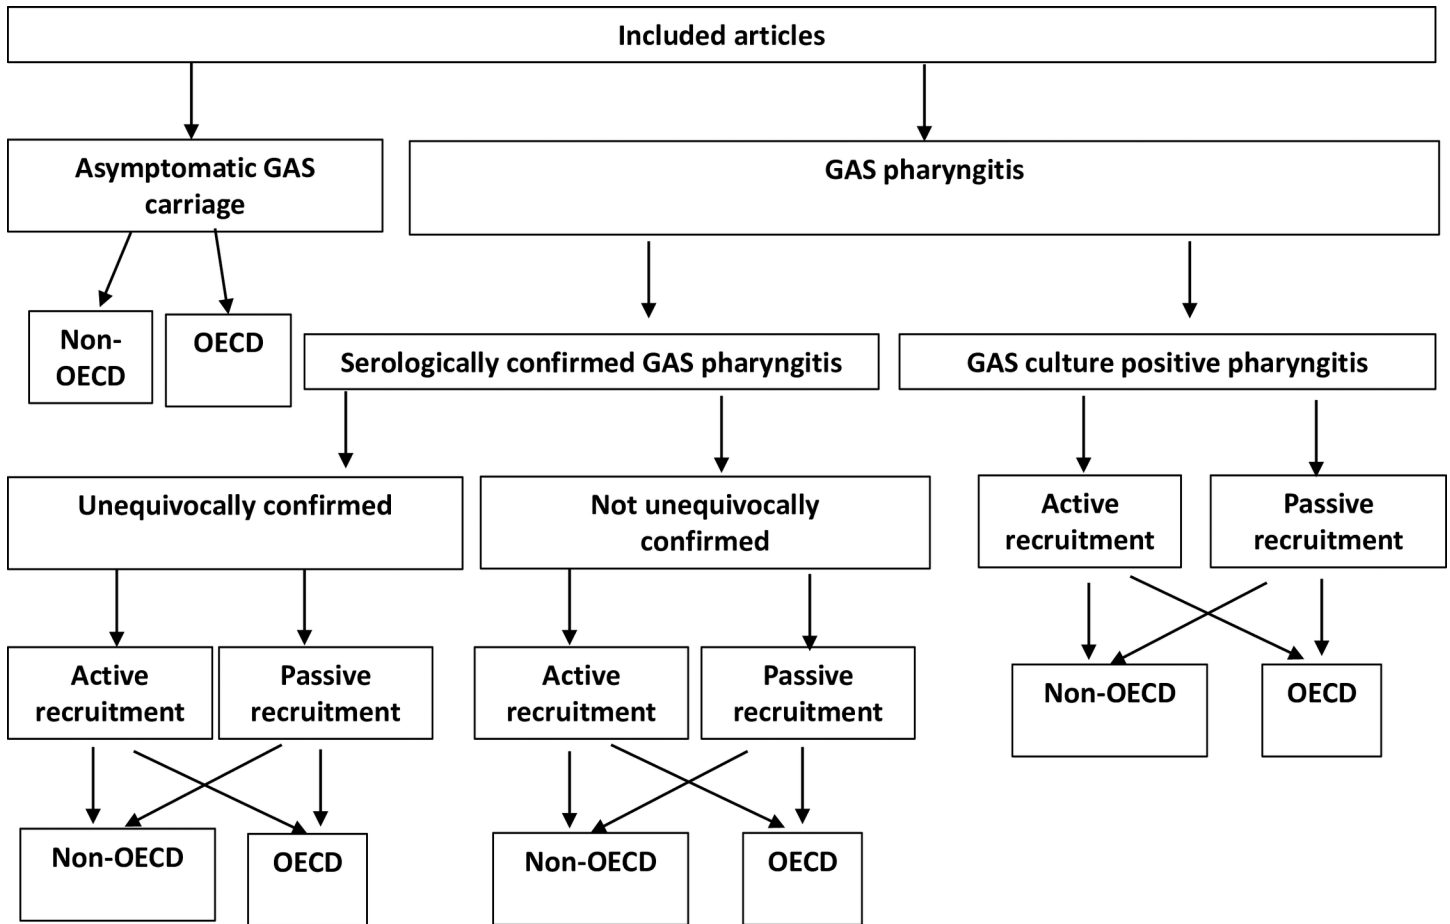 Included articles
Asymptomatic GAS
carriage
GAS pharyngitis
Non-
OECD
OECD
Serologically confirmed GAS pharyngitis
GAS culture positive pharyngitis
Unequivocally confirmed
Not unequivocally
confirmed
Active
recruitment
Passive
recruitment
Active
recruitment
Passive
recruitment
Active
recruitment
Passive
recruitment
Non-OECD
OECD
Non-OECD
OECD
Non-OECD
OECD